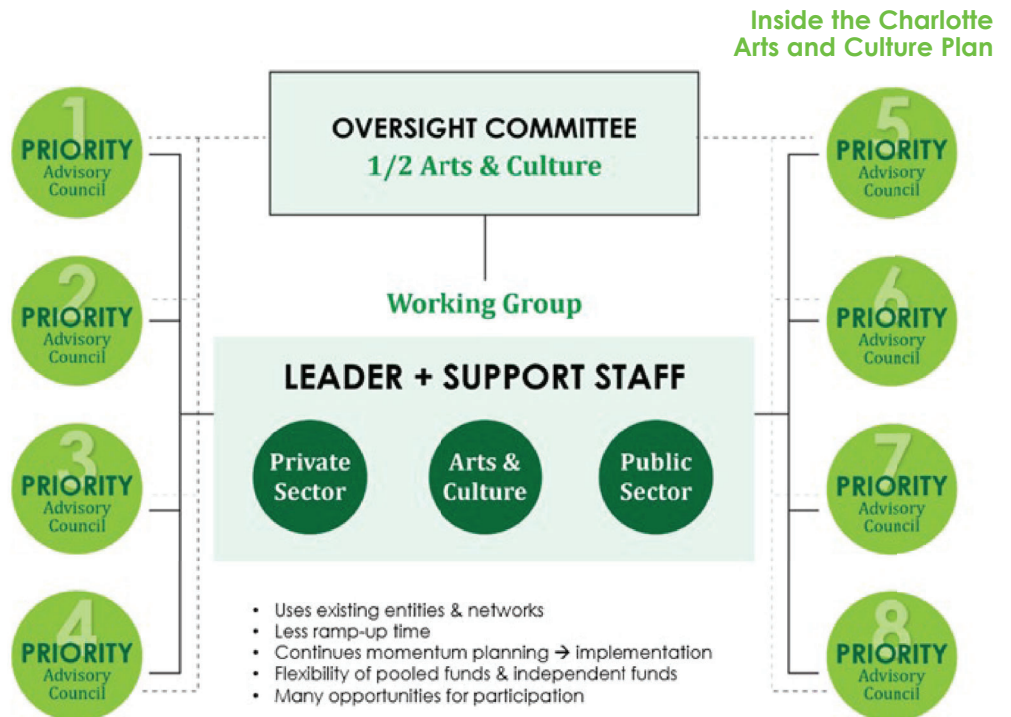 Inside the Charlotte
Arts and Culture Plan
OVERSIGHT COMMITTEE
1/2 Arts & Culture
Working Group
LEADER + SUPPORT STAFF
Private
Sector
Arts &
Culture
Public
Sector
1
PRIORITY
Advisory
Council
2
PRIORITY
Advisory
Council
3
PRIORITY
Advisory
Council
4
PRIORITY
Advisory
Council
5
PRIORITY
Advisory
Council
6
PRIORITY
Advisory
Council
7
PRIORITY
Advisory
Council
8
PRIORITY
Advisory
Council
• Uses existing entities & networks
• Less ramp-up time
• Continues momentum planning → implementation
• Flexibility of pooled funds & independent funds
• Many opportunities for participation